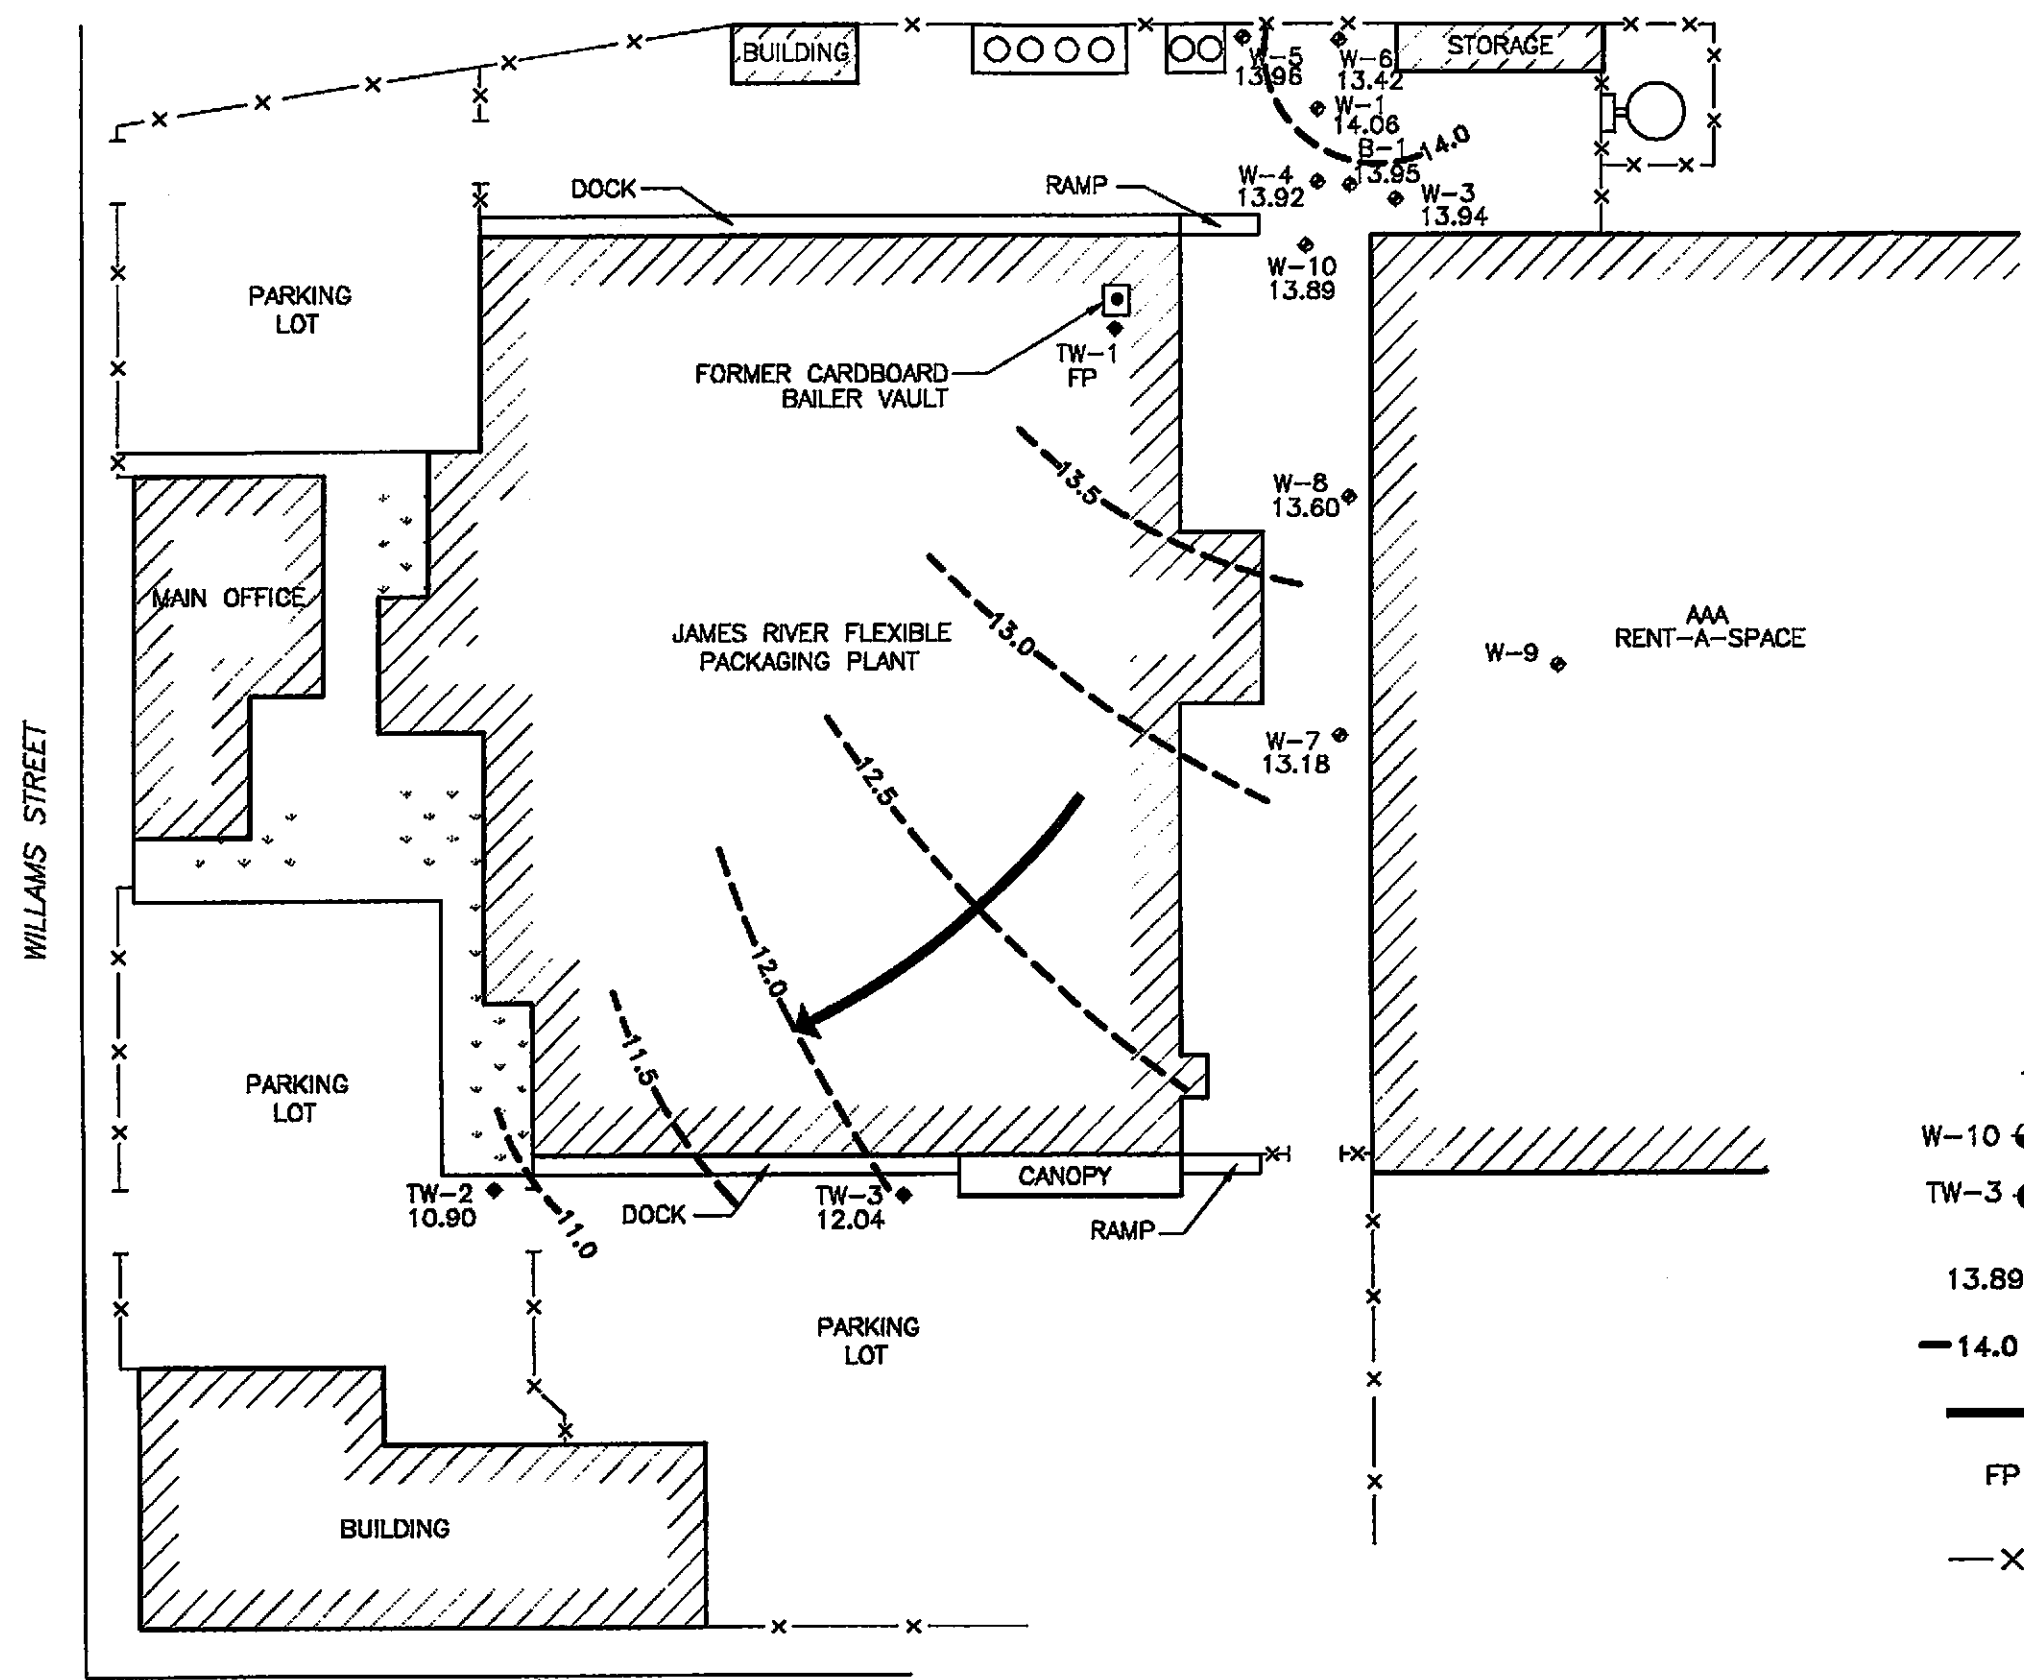 BUILDING
STORAGE
W-5
13.96
W-6
13.42
W-1
14.06
14.0
B-1
13.95
W-4
13.92
W-3
13.94
DOCK
RAMP
W-10
13.89
PARKING
LOT
TW-1
FP
FORMER CARDBOARD
BAILER VAULT
13.5
W-8
13.60
MAIN OFFICE
13.0
JAMES RIVER FLEXIBLE
PACKAGING PLANT
AAA
RENT-A-SPACE
W-9
W-7
13.18
12.5
WILLAMS STREET
12.0
11.5
PARKING
LOT
W-10
CANOPY
TW-2
10.90
TW-3
12.04
TW-3
DOCK
RAMP
11.0
13.89
PARKING
LOT
14.0
FP
BUILDING